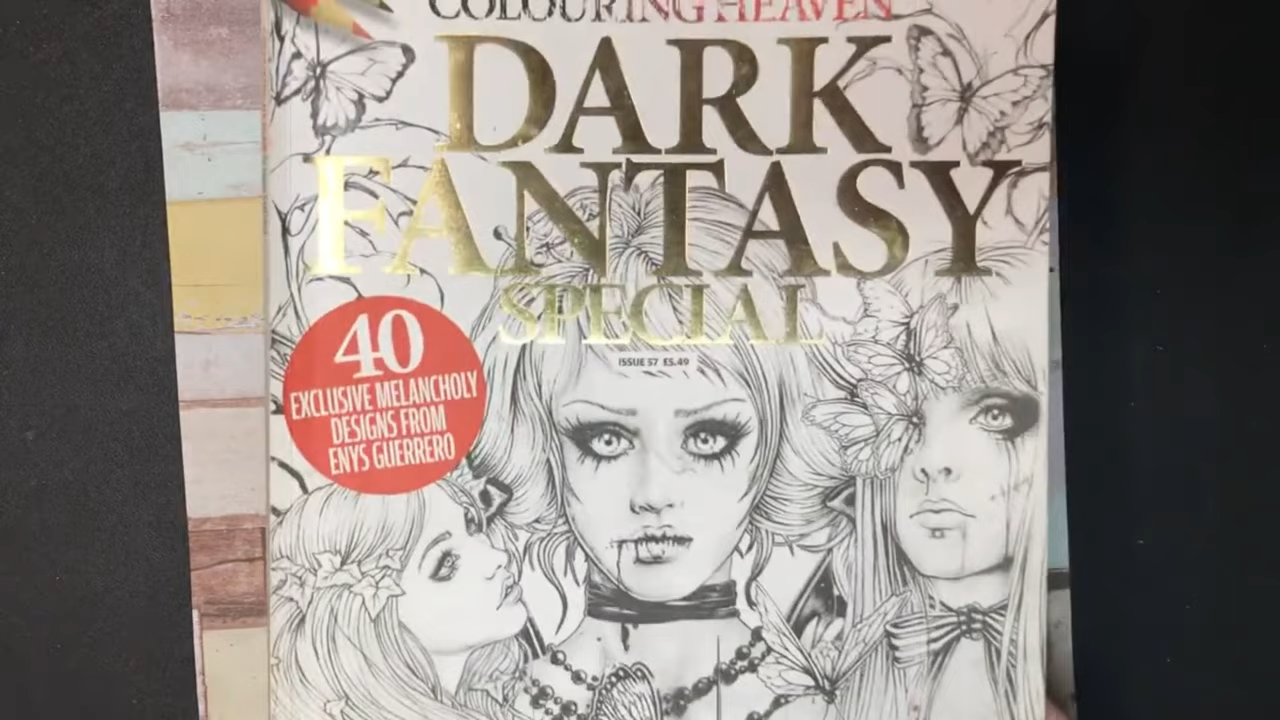 COLOURING HEAVEN
DARK
FANTASY
SPECIAL
ISSUE 57 £5.49
40
EXCLUSIVE MELANCHOLY
DESIGNS FROM
ENYS GUERRERO